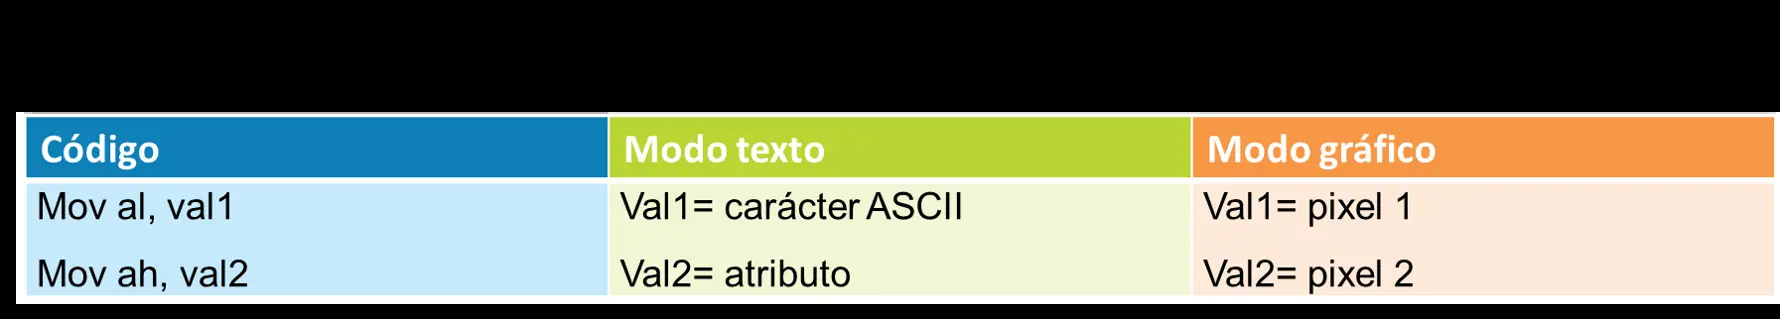 Código Modo texto Modo gráfico
Mov al, val1 Val1= carácter ASCII Val1= pixel 1
Mov ah, val2 Val2= atributo Val2= pixel 2